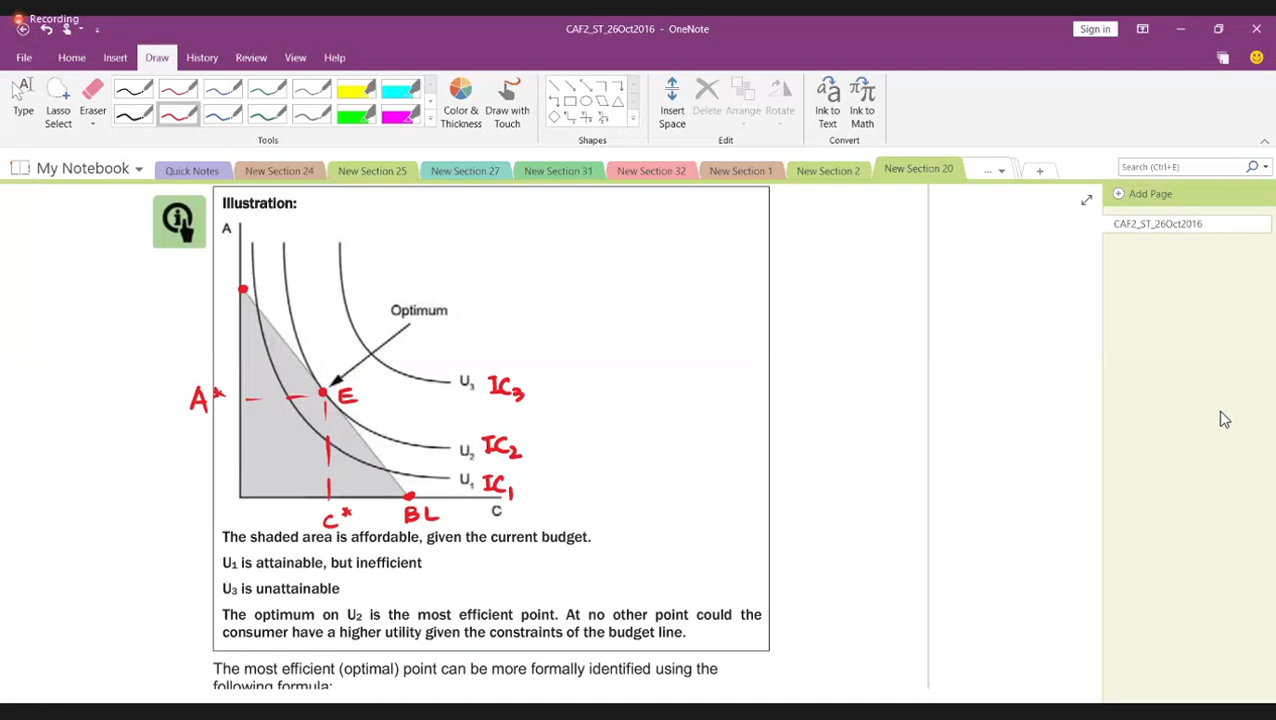 Recording
CAF2_ST_26Oct2016 - OneNote
Sign in
File
Home
Insert
Draw
History
Review
View
Help
Type
Lasso Select
Eraser
Color & Thickness
Draw with Touch
Insert Space
Delete
Arrange
Rotate
Ink to Text
Ink to Math
Tools
Shapes
Edit
Convert
My Notebook
Quick Notes
New Section 24
New Section 25
New Section 27
New Section 31
New Section 32
New Section 1
New Section 2
New Section 20
...
Search (Ctrl+E)
Add Page
CAF2_ST_26Oct2016
Illustration:
A
Optimum
U₃ IC₃
A* E
U₂ IC₂
U₁ IC₁
C* BL C
The shaded area is affordable, given the current budget.
U₁ is attainable, but inefficient
U₃ is unattainable
The optimum on U₂ is the most efficient point. At no other point could the
consumer have a higher utility given the constraints of the budget line.
The most efficient (optimal) point can be more formally identified using the
following formula: